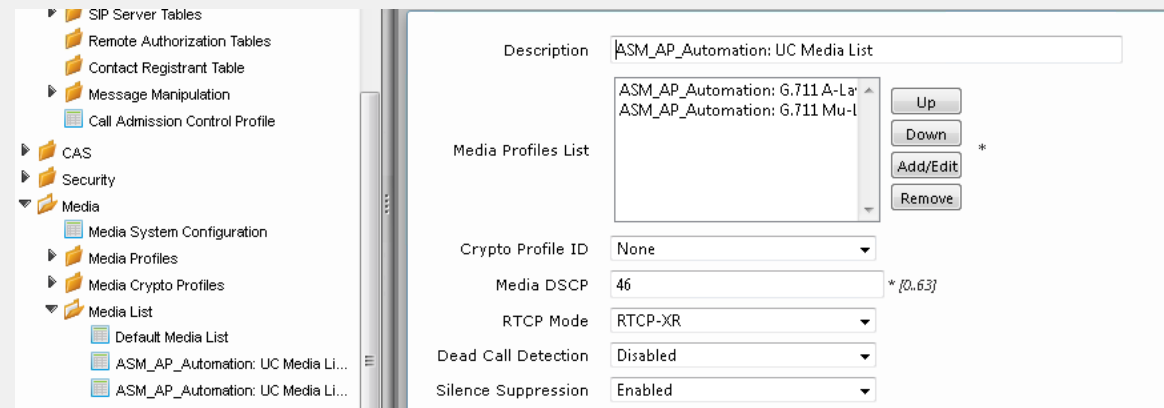 SIP Server Tables
Remote Authorization Tables
Contact Registrant Table
Message Manipulation
Call Admission Control Profile
CAS
Security
Media
Media System Configuration
Media Profiles
Media Crypto Profiles
Media List
Default Media List
ASM_AP_Automation: UC Media Li...
ASM_AP_Automation: UC Media Li...
Description
ASM_AP_Automation: UC Media List
Media Profiles List
ASM_AP_Automation: G.711 A-La
ASM_AP_Automation: G.711 Mu-L
Up
Down
Add/Edit
Remove
*
Crypto Profile ID
None
Media DSCP
46
* [0..63]
RTCP Mode
RTCP-XR
Dead Call Detection
Disabled
Silence Suppression
Enabled